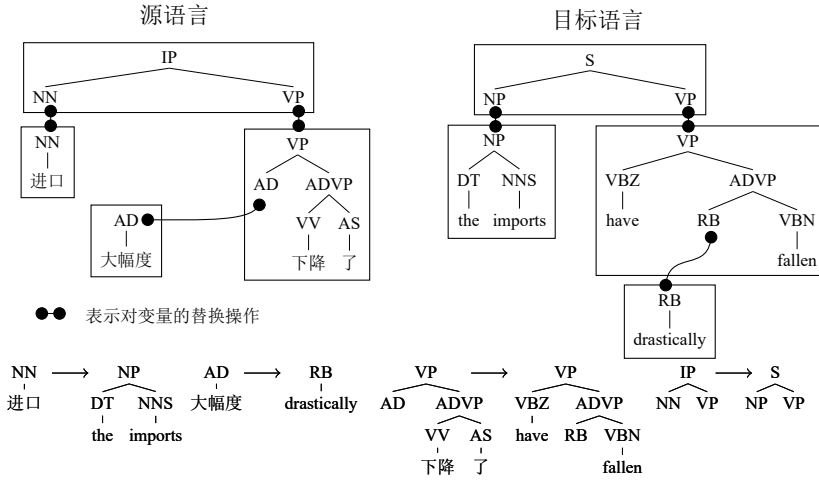 源语言 目标语言
IP S
NN VP NP VP
NN VP NP VP
进口 AD ADVP DT NNS VBZ ADVP
AD VV AS the imports have RB VBN
大幅度 下降 了 fallen
RB
表示对变量的替换操作 drastically
NN NP AD RB VP VP IP S
进口 DT NNS 大幅度 drastically AD ADVP VBZ ADVP NN VP NP VP
the imports VV AS have RB VBN
下降 了 fallen